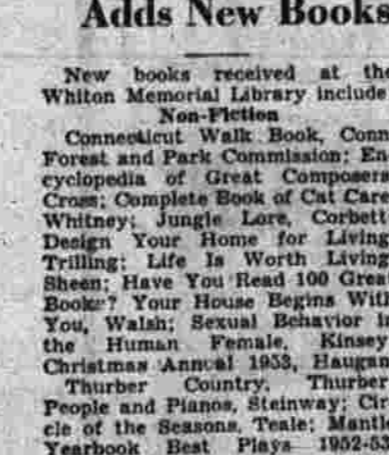 Adds New Books
New books received at the
Whiton Memorial Library include
Non-Fiction
Connecticut Walk Book, Conn
Forest and Park Commission; En-
cyclopedia of Great Composers
Cross; Complete Book of Cat Care
Whitney; Jungle Lore, Corbett;
Design Your Home for Living
Trilling; Life Is Worth Living
Sheen; Have You Read 100 Grea
Books? Your House Begins With
You, Walsh; Sexual Behavior in
the Human Female, Kinsey
Christmas Annual 1953, Haugan
Thurber Country, Thurber
People and Pianos, Steinway; Cir-
cle of the Seasons, Teale; Mantle
Yearbook Best Plays 1952-53